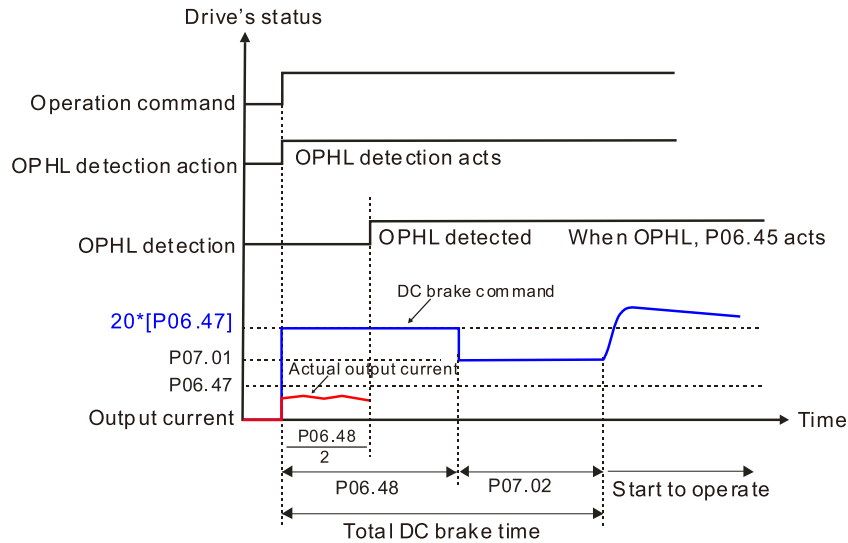 Drive's status
Operation command
OPHL detection action
OPHL detection acts
OPHL detection
OPHL detected
When OPHL, P06.45 acts
DC brake command
20*[P06.47]
P07.01
Actual output current
P06.47
Output current
Time
P06.48
2
P06.48
P07.02
Start to operate
Total DC brake time